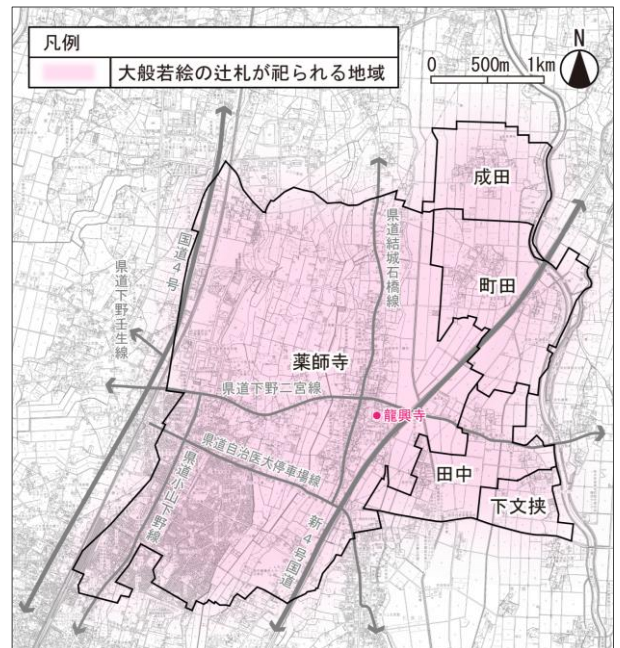 凡例
大般若絵の辻札が祀られる地域
0 500m 1km
N
成田
町田
県道結城石橋線
国道4号
県道下野壬生線
薬師寺
県道下野二宮線
龍興寺
県道自治医大停車場線
田中
県道小山下野線
下文挟
新4号国道